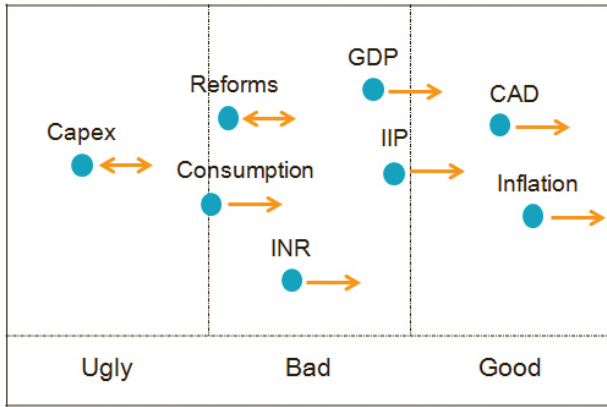 GDP
Reforms
CAD
Capex
IIP
Consumption
Inflation
INR
Ugly
Bad
Good